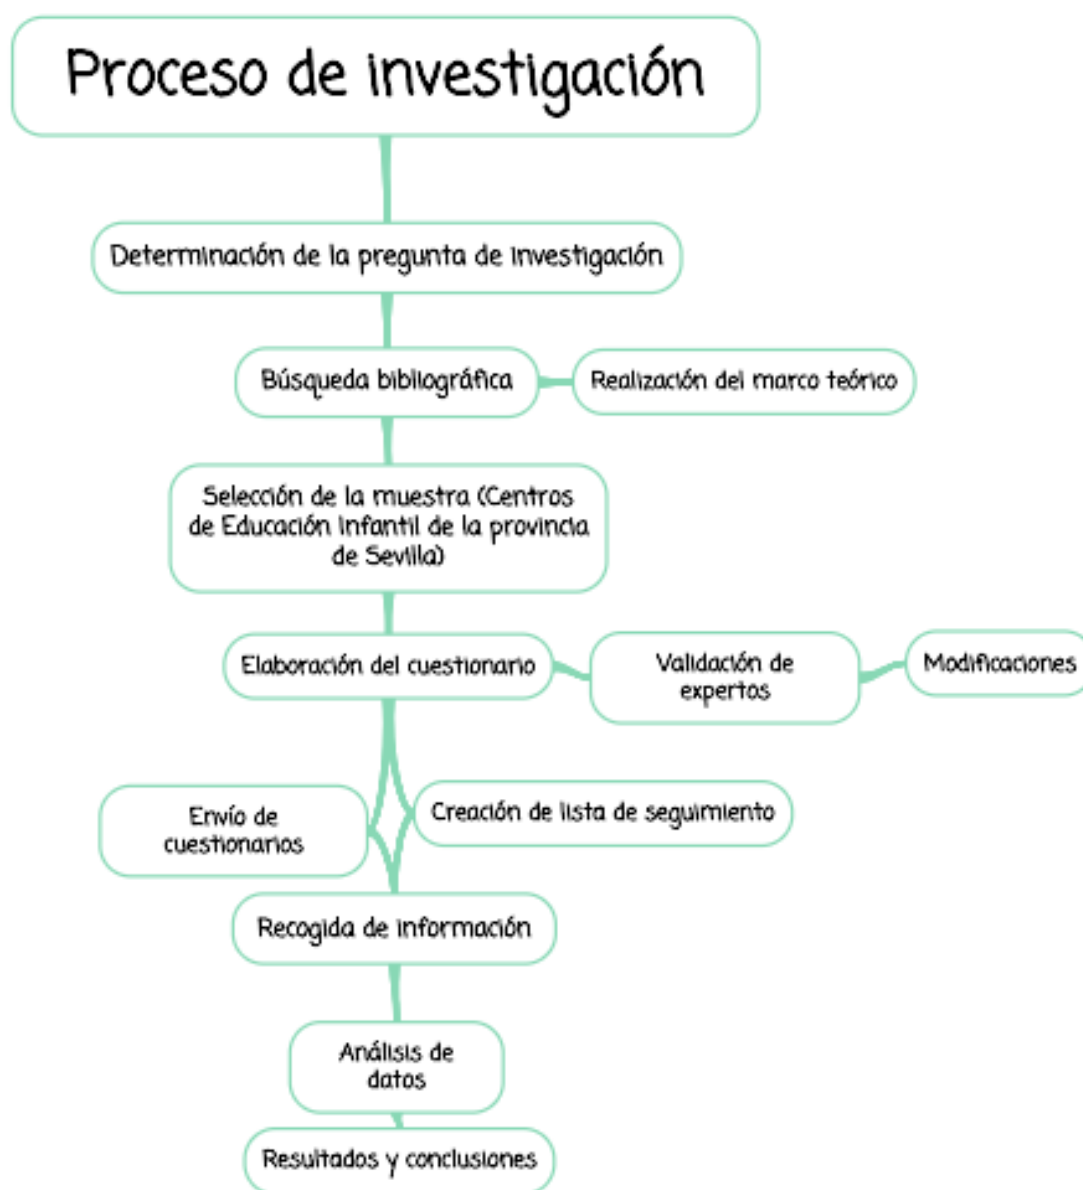 Proceso de investigación
Determinación de la pregunta de investigación
Búsqueda bibliográfica
Realización del marco teórico
Selección de la muestra (Centros
de Educación Infantil de la provincia
de Sevilla)
Elaboración del cuestionario
Validación de
expertos
Modificaciones
Envío de
cuestionarios
Creación de lista de seguimiento
Recogida de información
Análisis de
datos
Resultados y conclusiones